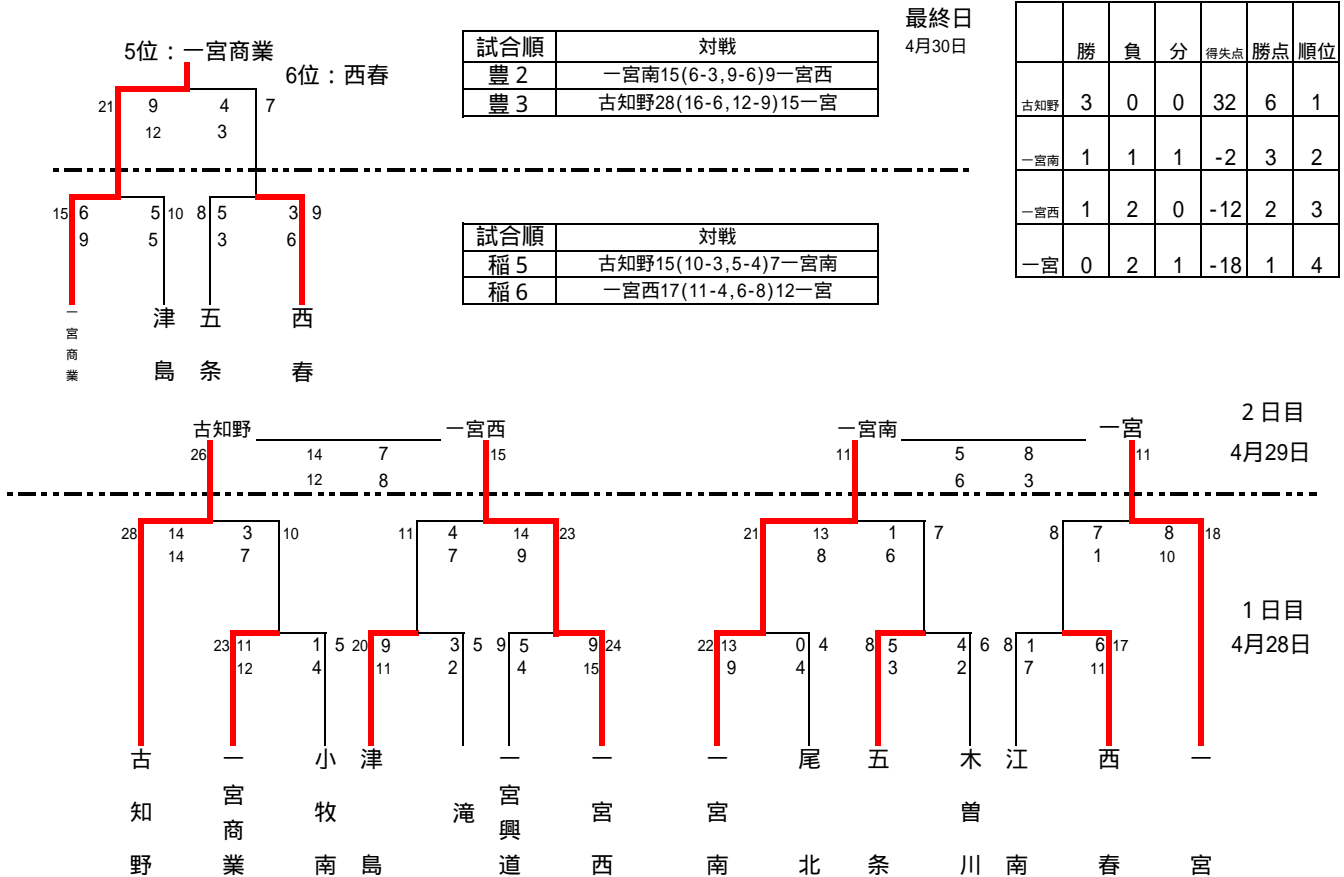 最終日
4月30日
5位：一宮商業
6位：西春
21 9 4 7
12 3
15 6 5 10 8 5 3 9
9 5 3 6
一宮商業 津島 五条 西春
試合順 対戦
豊２ 一宮南15(6-3,9-6)9一宮西
豊３ 古知野28(16-6,12-9)15一宮
試合順 対戦
稲５ 古知野15(10-3,5-4)7一宮南
稲６ 一宮西17(11-4,6-8)12一宮
勝 負 分 得失点 勝点 順位
古知野 3 0 0 32 6 1
一宮南 1 1 1 -2 3 2
一宮西 1 2 0 -12 2 3
一宮 0 2 1 -18 1 4
２日目
4月29日
古知野 一宮西 一宮南 一宮
26 14 7 15 11 5 8 11
12 8 6 3
28 14 3 10 11 4 14 23 21 13 1 7 8 7 8 18
14 7 7 9 8 6 1 10
１日目
4月28日
23 11 1 5 20 9 3 5 9 5 9 24 22 13 0 4 8 5 4 6 8 1 6 17
12 4 11 2 4 15 9 4 3 2 7 11
古知野 一宮商業 小牧南 津島 滝 一宮興道 一宮西 一宮南 尾北 五条 木曽川 江南 西春 一宮